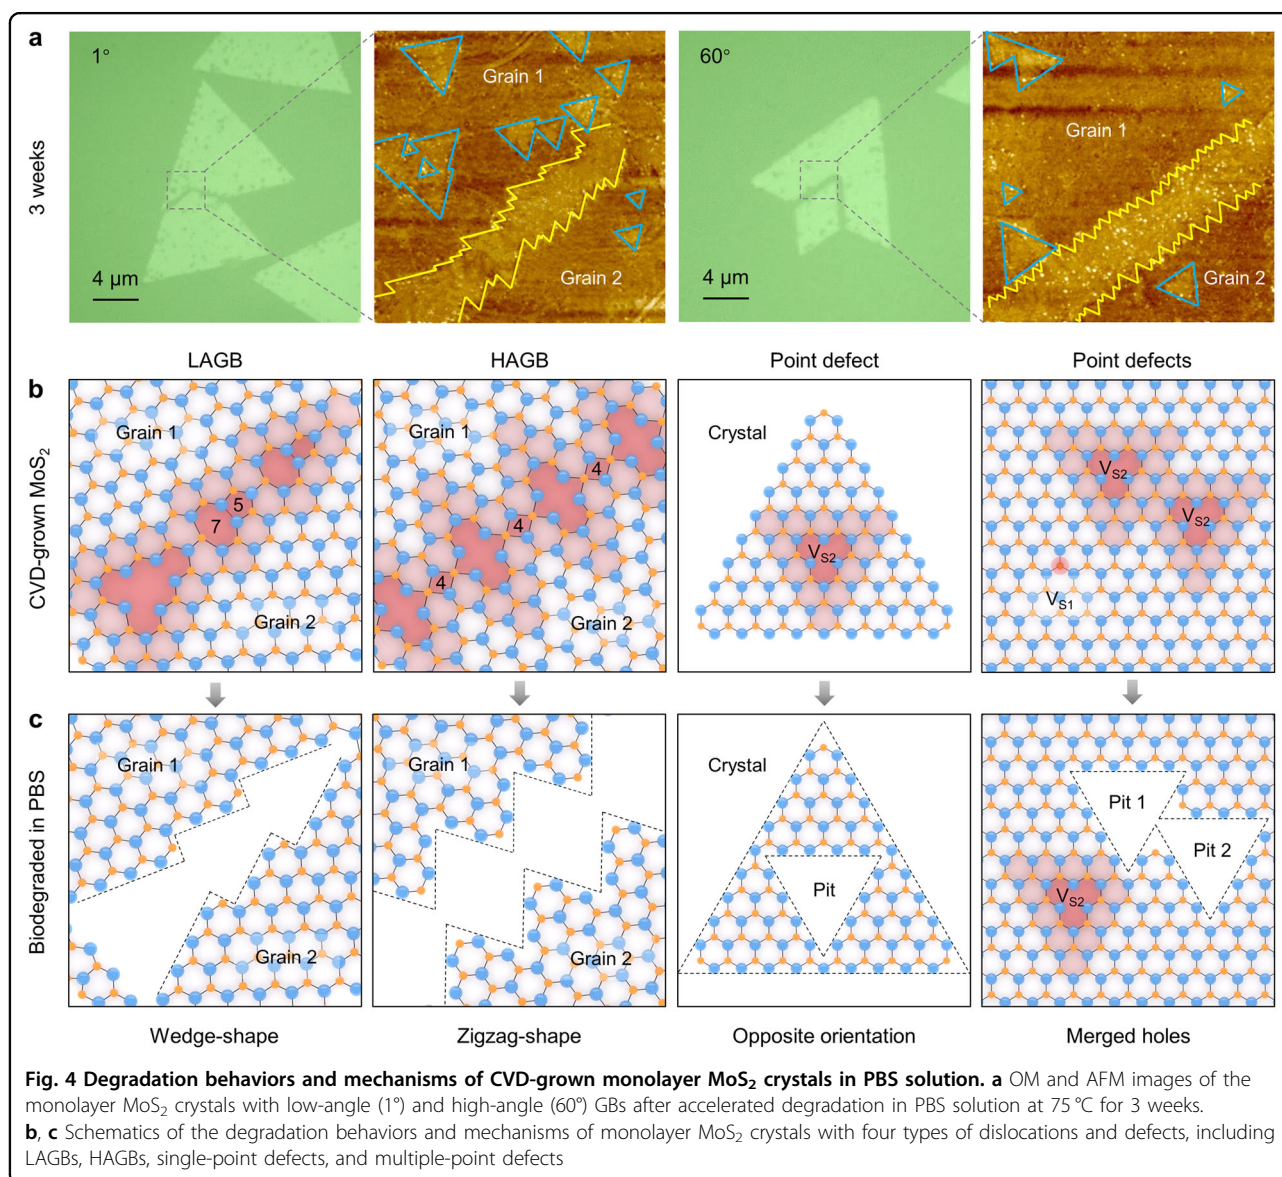 a
3 weeks
1°
4 μm
Grain 1
Grain 2
60°
4 μm
Grain 1
Grain 2
LAGB
HAGB
Point defect
Point defects
b
CVD-grown MoS2
Grain 1
5
7
Grain 2
Grain 1
4
4
4
Grain 2
Crystal
VS2
VS2
VS2
VS1
c
Biodegraded in PBS
Grain 1
Grain 2
Grain 1
Grain 2
Crystal
Pit
Pit 1
Pit 2
VS2
Wedge-shape
Zigzag-shape
Opposite orientation
Merged holes
Fig. 4 Degradation behaviors and mechanisms of CVD-grown monolayer MoS2 crystals in PBS solution. a OM and AFM images of the
monolayer MoS2 crystals with low-angle (1°) and high-angle (60°) GBs after accelerated degradation in PBS solution at 75 °C for 3 weeks.
b, c Schematics of the degradation behaviors and mechanisms of monolayer MoS2 crystals with four types of dislocations and defects, including
LAGBs, HAGBs, single-point defects, and multiple-point defects